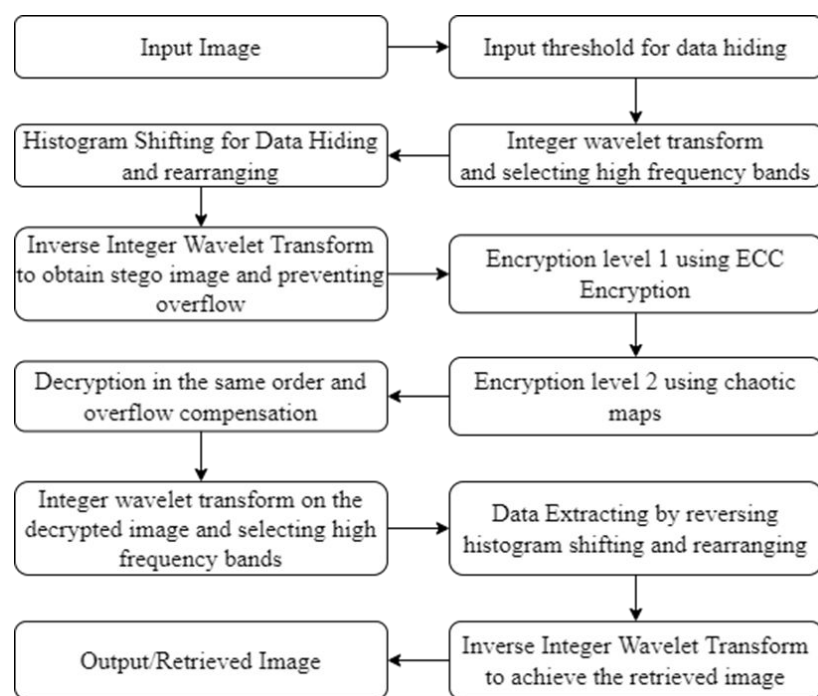 Input Image
Input threshold for data hiding
Integer wavelet transform
and selecting high frequency bands
Histogram Shifting for Data Hiding
and rearranging
Inverse Integer Wavelet Transform
to obtain stego image and preventing
overflow
Encryption level 1 using ECC
Encryption
Encryption level 2 using chaotic
maps
Decryption in the same order and
overflow compensation
Integer wavelet transform on the
decrypted image and selecting high
frequency bands
Data Extracting by reversing
histogram shifting and rearranging
Inverse Integer Wavelet Transform
to achieve the retrieved image
Output/Retrieved Image